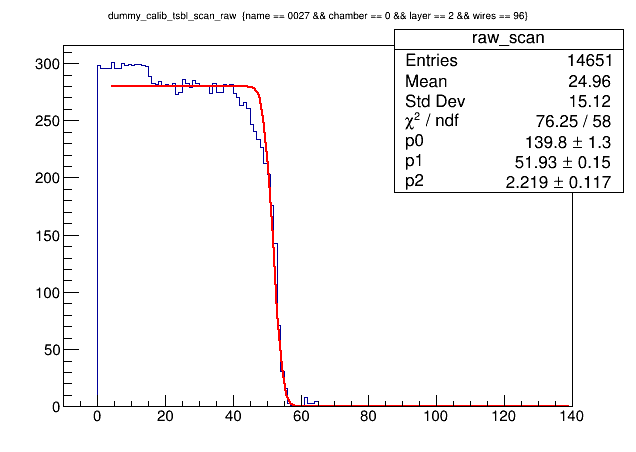 dummy_calib_tsbl_scan_raw {name == 0027 && chamber == 0 && layer == 2 && wires == 96}
raw_scan
Entries 14651
Mean 24.96
Std Dev 15.12
χ² / ndf 76.25 / 58
p0 139.8 ± 1.3
p1 51.93 ± 0.15
p2 2.219 ± 0.117
300
250
200
150
100
50
0
0 20 40 60 80 100 120 140